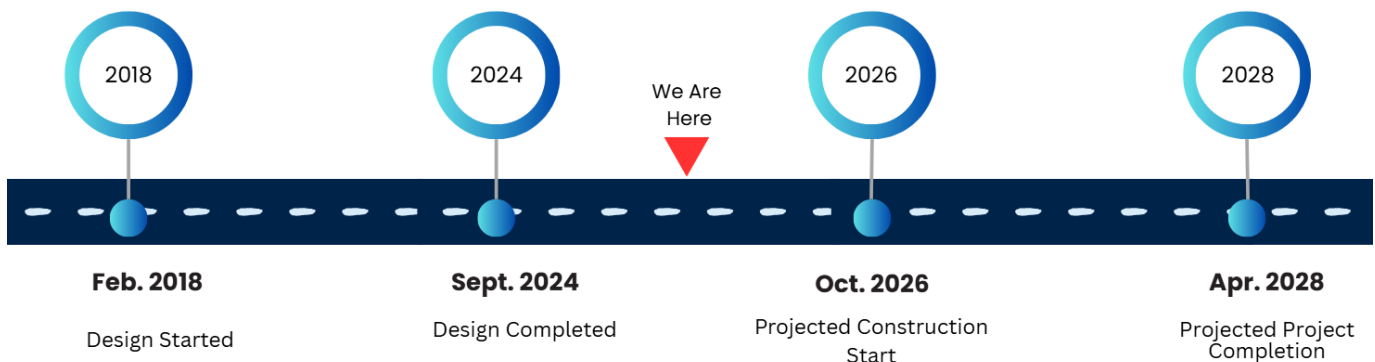 2018
2024
We Are
Here
2026
2028
Feb. 2018
Sept. 2024
Oct. 2026
Apr. 2028
Design Started
Design Completed
Projected Construction
Start
Projected Project
Completion